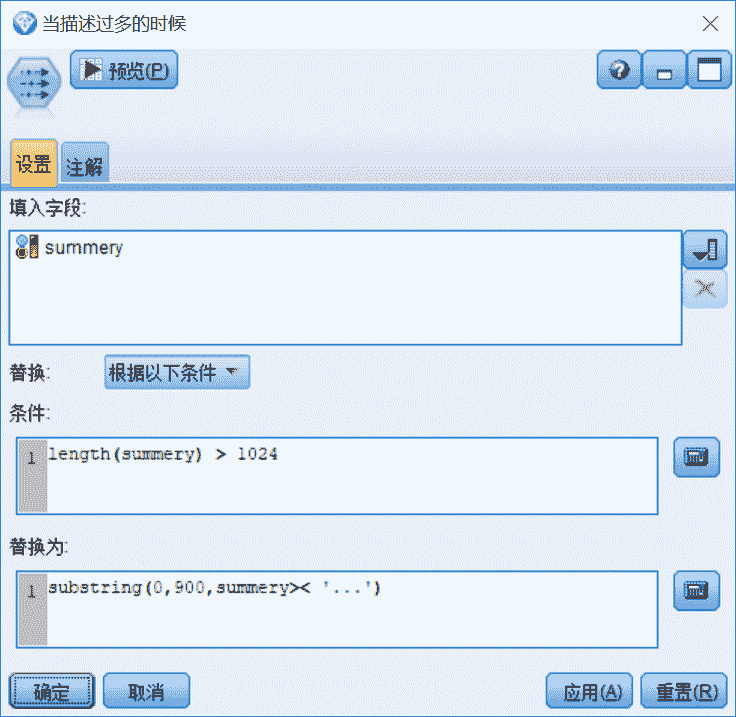 当描述过多的时候
预览(P)
设置 注解
填入字段:
summery
替换: 根据以下条件
条件:
1 length(summery) > 1024
替换为:
1 substring(0,900,summery>< '...')
确定 取消 应用(A) 重置(R)